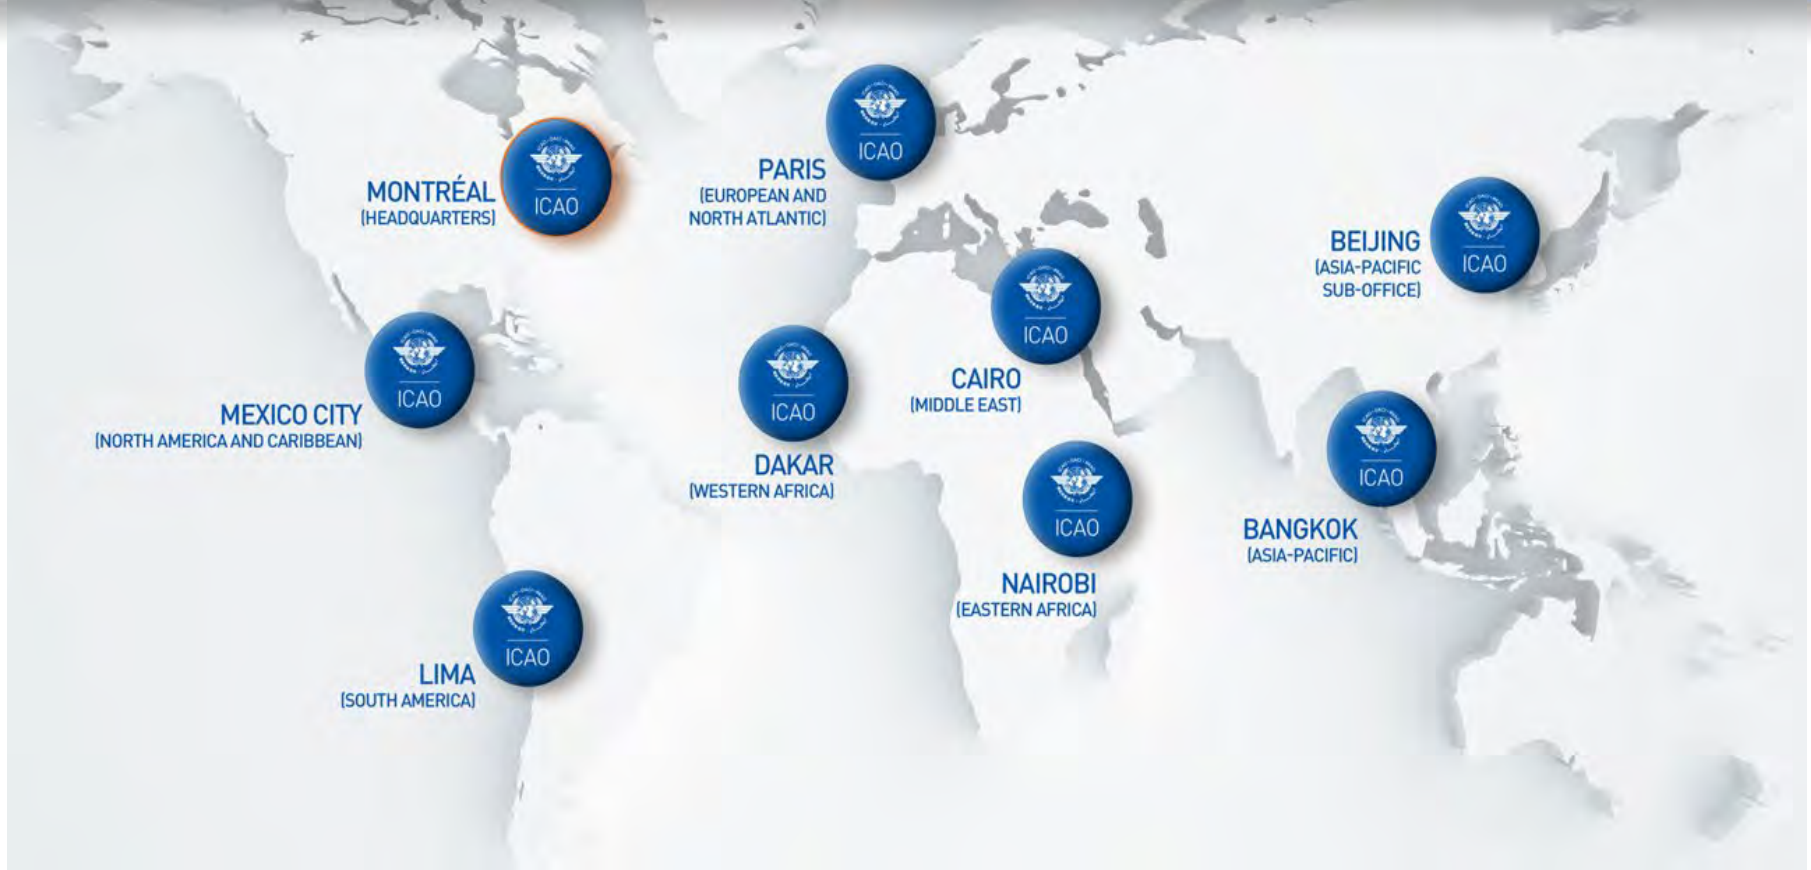 ICAO
MONTRÉAL
(HEADQUARTERS)
ICAO
PARIS
(EUROPEAN AND
NORTH ATLANTIC)
ICAO
BEIJING
(ASIA-PACIFIC
SUB-OFFICE)
ICAO
MEXICO CITY
(NORTH AMERICA AND CARIBBEAN)
ICAO
DAKAR
(WESTERN AFRICA)
ICAO
CAIRO
(MIDDLE EAST)
ICAO
NAIROBI
(EASTERN AFRICA)
ICAO
BANGKOK
(ASIA-PACIFIC)
ICAO
LIMA
(SOUTH AMERICA)